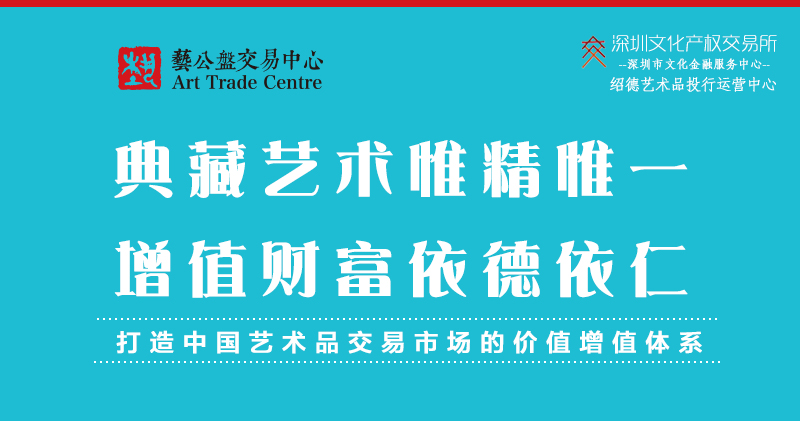 藝公盤交易中心
Art Trade Centre
深圳文化产权交易所
--深圳市文化金融服务中心--
绍德艺术品投行运营中心
典藏艺术惟精惟一
增值财富依德依仁
打造中国艺术品交易市场的价值增值体系